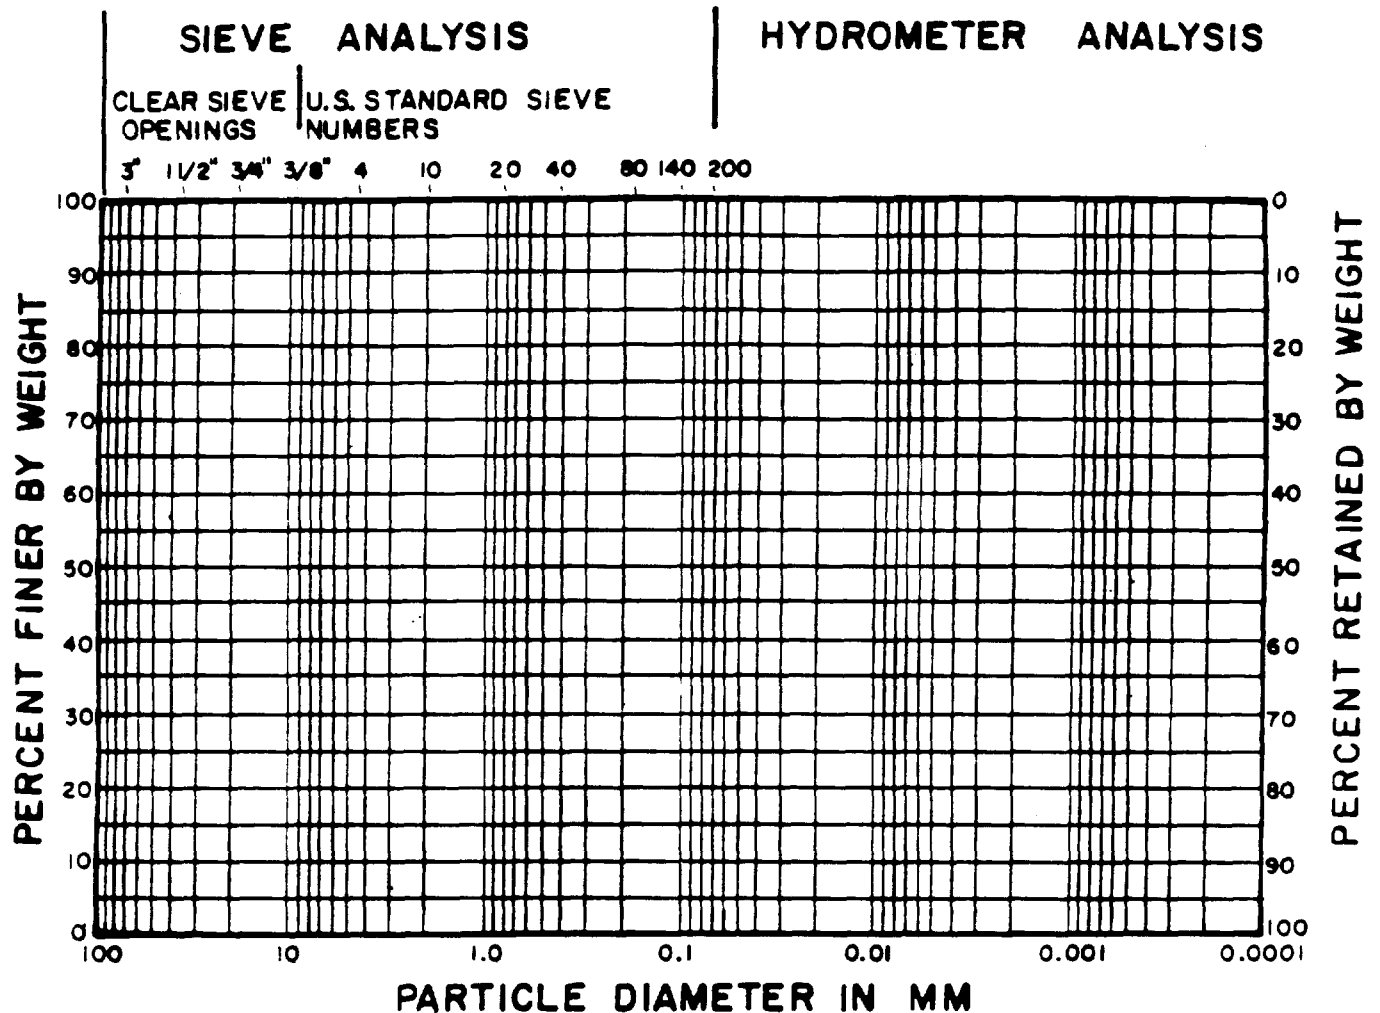 SIEVE ANALYSIS
HYDROMETER ANALYSIS
CLEAR SIEVE
OPENINGS
U.S. STANDARD SIEVE
NUMBERS
3" 1 1/2" 3/4" 3/8" 4 10 20 40 80 140 200
PERCENT FINER BY WEIGHT
100
90
80
70
60
50
40
30
20
10
0
0
10
20
30
40
50
60
70
80
90
100
PERCENT RETAINED BY WEIGHT
100 10 1.0 0.1 0.01 0.001 0.0001
PARTICLE DIAMETER IN MM